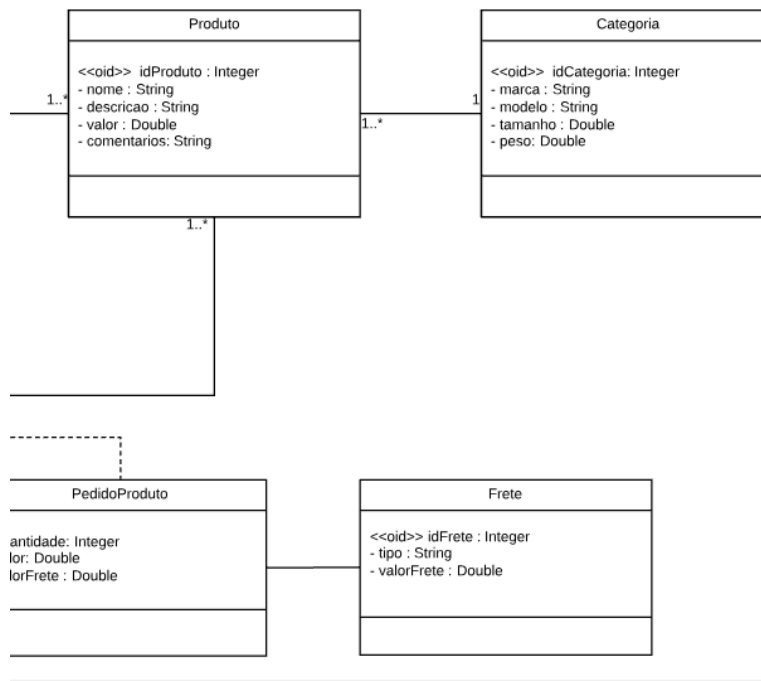 Produto
<<oid>> idProduto : Integer
- nome : String
- descricao : String
- valor : Double
- comentarios: String
1..*
1..*
1..*
Categoria
<<oid>> idCategoria: Integer
- marca : String
- modelo : String
- tamanho : Double
- peso: Double
1
PedidoProduto
antidade: Integer
lor: Double
lorFrete : Double
Frete
<<oid>> idFrete : Integer
- tipo : String
- valorFrete : Double